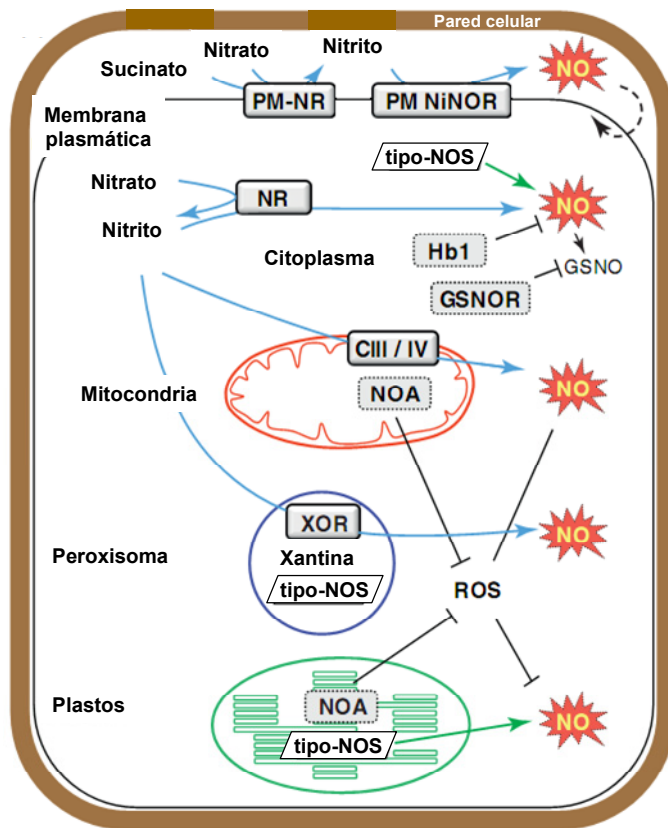 Pared celular
Nitrato
Nitrito
NO
Sucinato
PM-NR
PM NiNOR
Membrana
plasmática
tipo-NOS
Nitrato
NR
NO
Nitrito
Citoplasma
Hb1
GSNO
GSNOR
CIII / IV
Mitocondria
NOA
NO
XOR
NO
Peroxisoma
Xantina
tipo-NOS
ROS
Plastos
NOA
NO
tipo-NOS